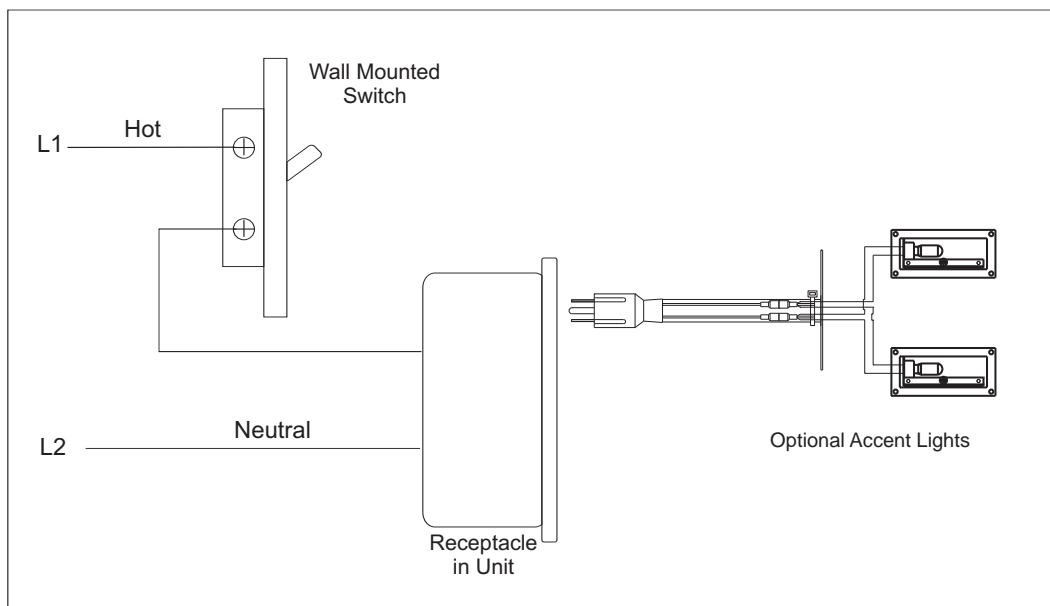 Wall Mounted
Switch
L1
Hot
L2
Neutral
Receptacle
in Unit
Optional Accent Lights